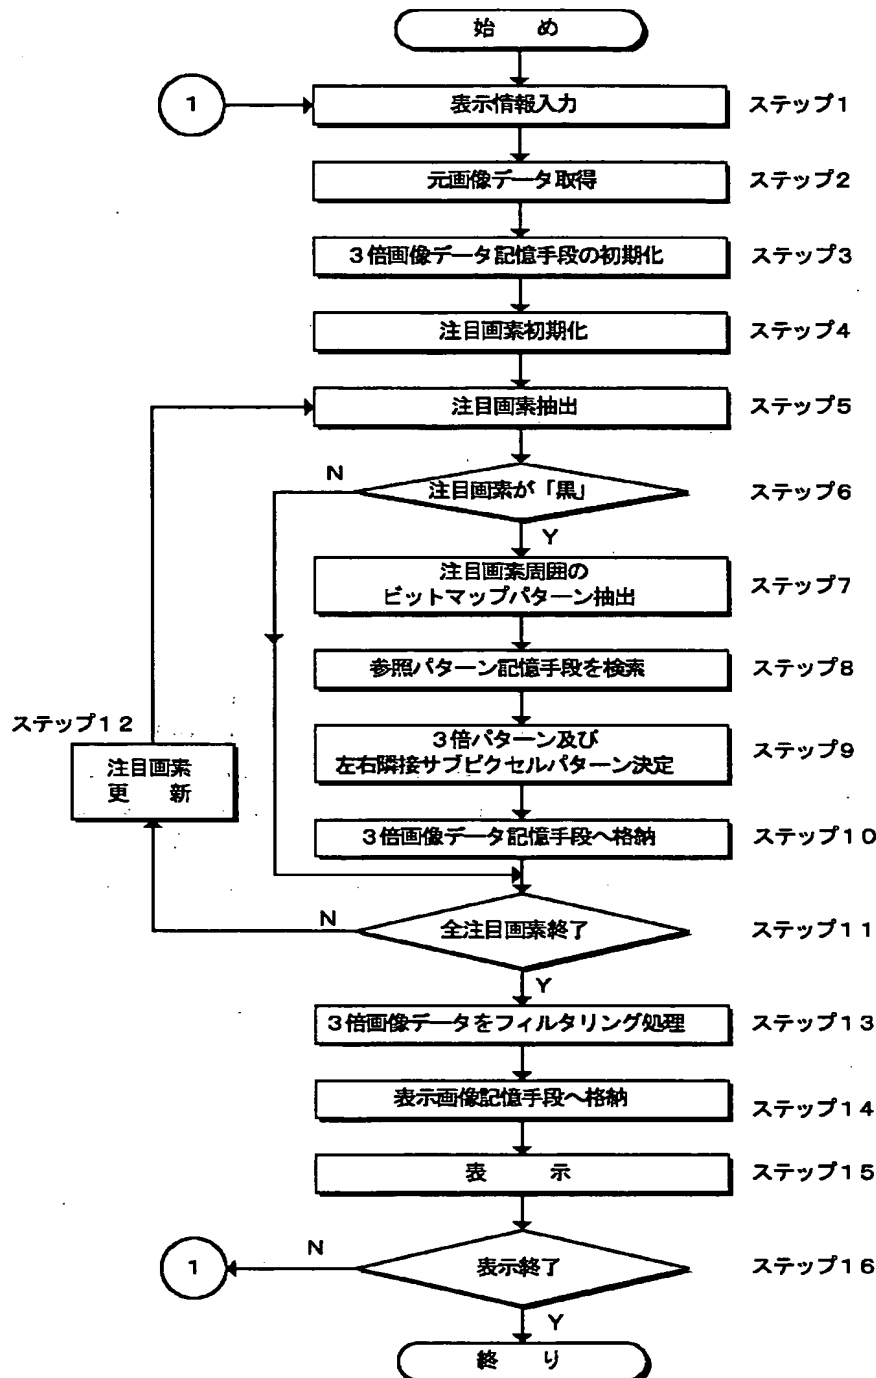 始　め
1
表示情報入力　ステップ1
元画像データ取得　ステップ2
3倍画像データ記憶手段の初期化　ステップ3
注目画素初期化　ステップ4
注目画素抽出　ステップ5
N
注目画素が「黒」　ステップ6
Y
注目画素周囲の
ビットマップパターン抽出　ステップ7
参照パターン記憶手段を検索　ステップ8
3倍パターン及び
左右隣接サブピクセルパターン決定　ステップ9
ステップ12
注目画素
更　新
3倍画像データ記憶手段へ格納　ステップ10
N
全注目画素終了　ステップ11
Y
3倍画像データをフィルタリング処理　ステップ13
表示画像記憶手段へ格納　ステップ14
表　示　ステップ15
1
N
表示終了　ステップ16
Y
終　り